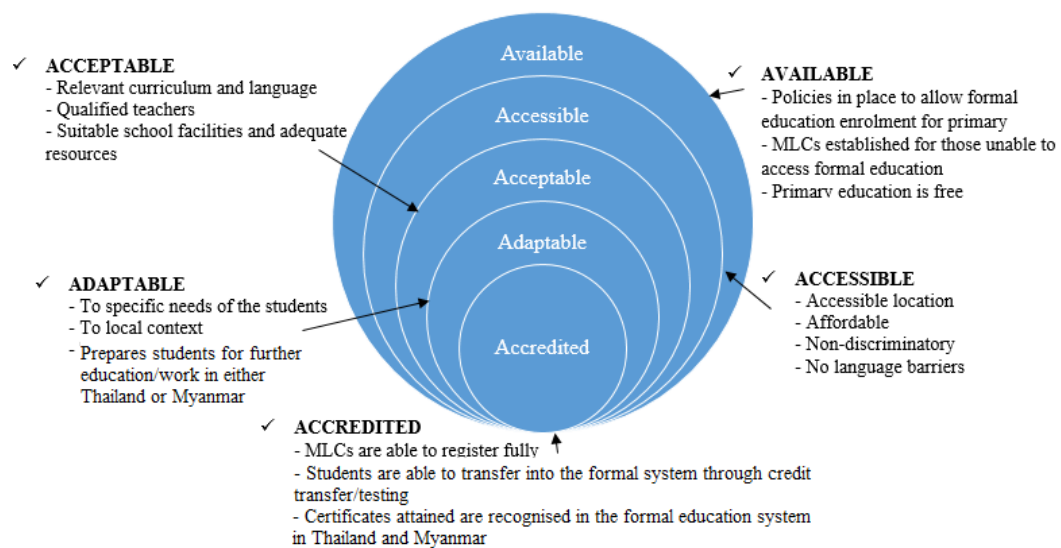 Available
Accessible
Acceptable
Adaptable
Accredited
✓ ACCEPTABLE
- Relevant curriculum and language
- Qualified teachers
- Suitable school facilities and adequate
resources
✓ AVAILABLE
- Policies in place to allow formal
education enrolment for primary
- MLCs established for those unable to
access formal education
- Primary education is free
✓ ADAPTABLE
- To specific needs of the students
- To local context
- Prepares students for further
education/work in either
Thailand or Myanmar
✓ ACCESSIBLE
- Accessible location
- Affordable
- Non-discriminatory
- No language barriers
✓ ACCREDITED
- MLCs are able to register fully
- Students are able to transfer into the formal system through credit
transfer/testing
- Certificates attained are recognised in the formal education system
in Thailand and Myanmar